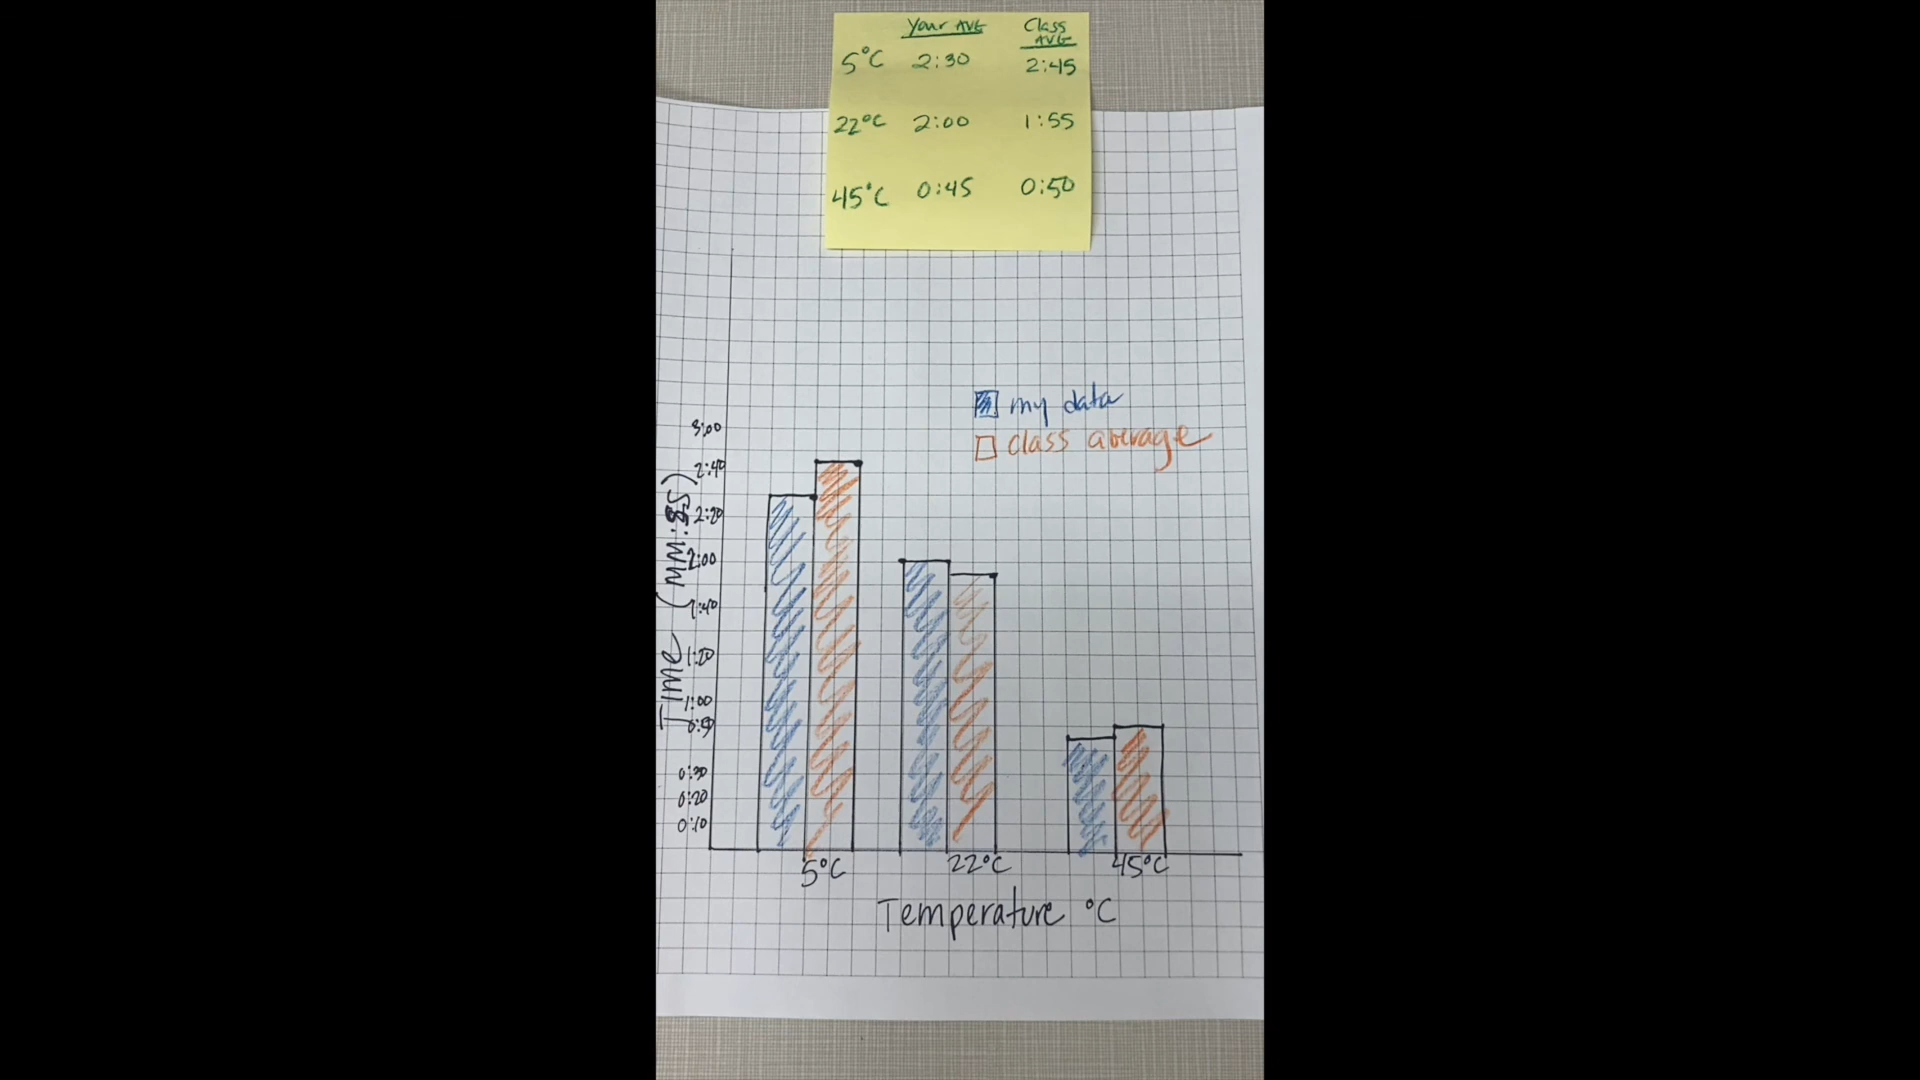 Your AVG Class AVG
5°C 2:30 2:45
22°C 2:00 1:55
45°C 0:45 0:50
my data
class average
3:00
2:40
2:20
2:00
1:40
1:20
1:00
0:50
0:30
0:20
0:10
Time (MM:SS)
5°C 22°C 45°C
Temperature °C